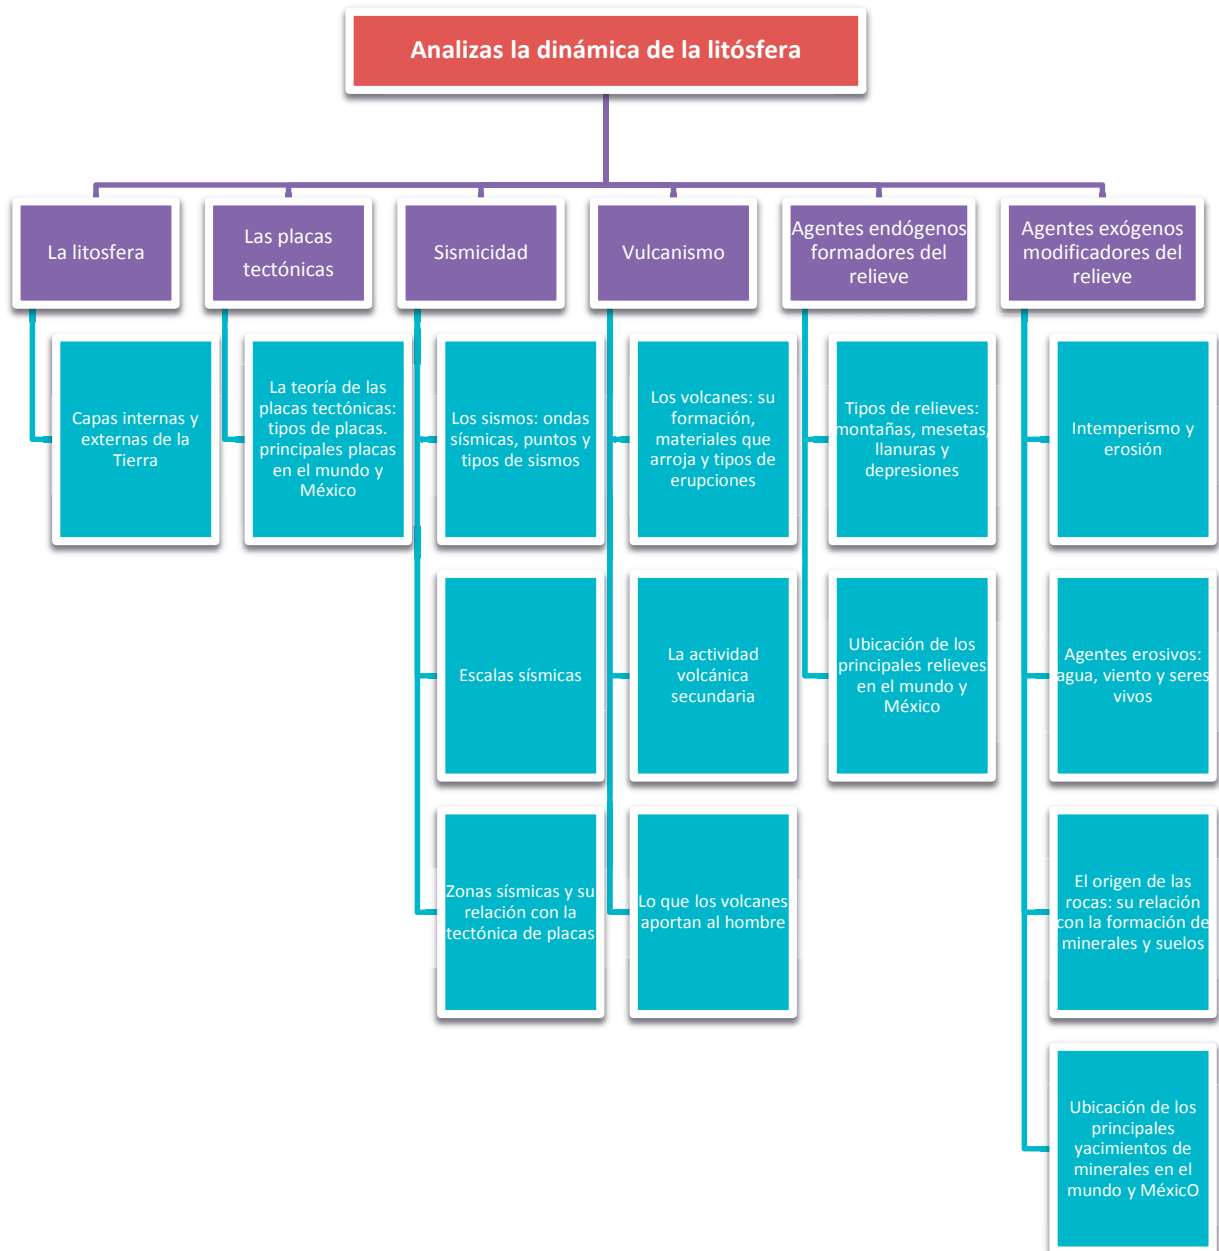 Analizas la dinámica de la litósfera
La litosfera
Las placas
tectónicas
Sismicidad
Vulcanismo
Agentes endógenos
formadores del
relieve
Agentes exógenos
modificadores del
relieve
Capas internas y
externas de la
Tierra
La teoría de las
placas tectónicas:
tipos de placas.
principales placas
en el mundo y
México
Los sismos: ondas
sísmicas, puntos y
tipos de sismos
Los volcanes: su
formación,
materiales que
arroja y tipos de
erupciones
Tipos de relieves:
montañas, mesetas,
llanuras y
depresiones
Intemperismo y
erosión
Escalas sísmicas
La actividad
volcánica
secundaria
Ubicación de los
principales relieves
en el mundo y
México
Agentes erosivos:
agua, viento y seres
vivos
Zonas sísmicas y su
relación con la
tectónica de placas
Lo que los volcanes
aportan al hombre
El origen de las
rocas: su relación
con la formación de
minerales y suelos
Ubicación de los
principales
yacimientos de
minerales en el
mundo y MéxicO